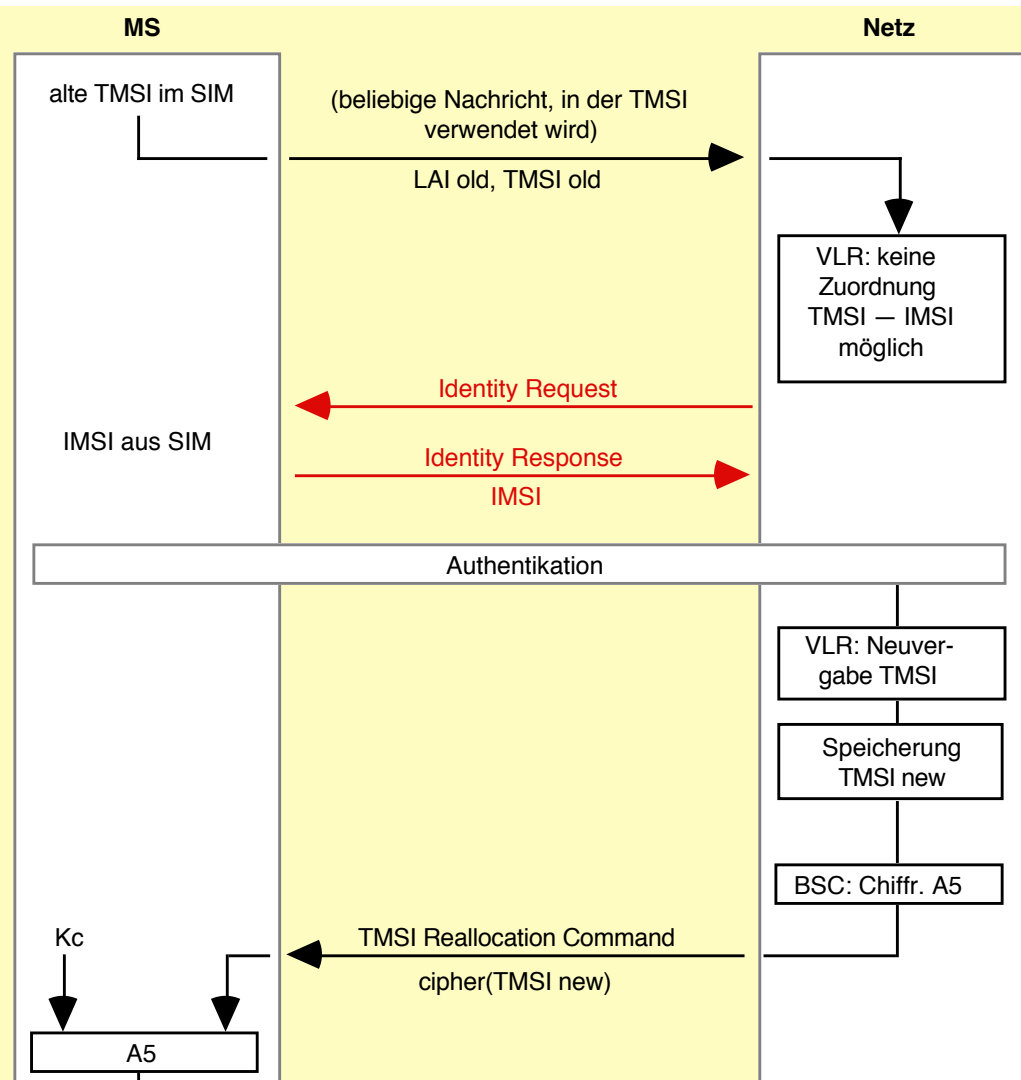 MS
Netz
alte TMSI im SIM
(beliebige Nachricht, in der TMSI
verwendet wird)
LAI old, TMSI old
VLR: keine
Zuordnung
TMSI — IMSI
möglich
Identity Request
IMSI aus SIM
Identity Response
IMSI
Authentikation
VLR: Neuver-
gabe TMSI
Speicherung
TMSI new
BSC: Chiffr. A5
Kc
TMSI Reallocation Command
cipher(TMSI new)
A5